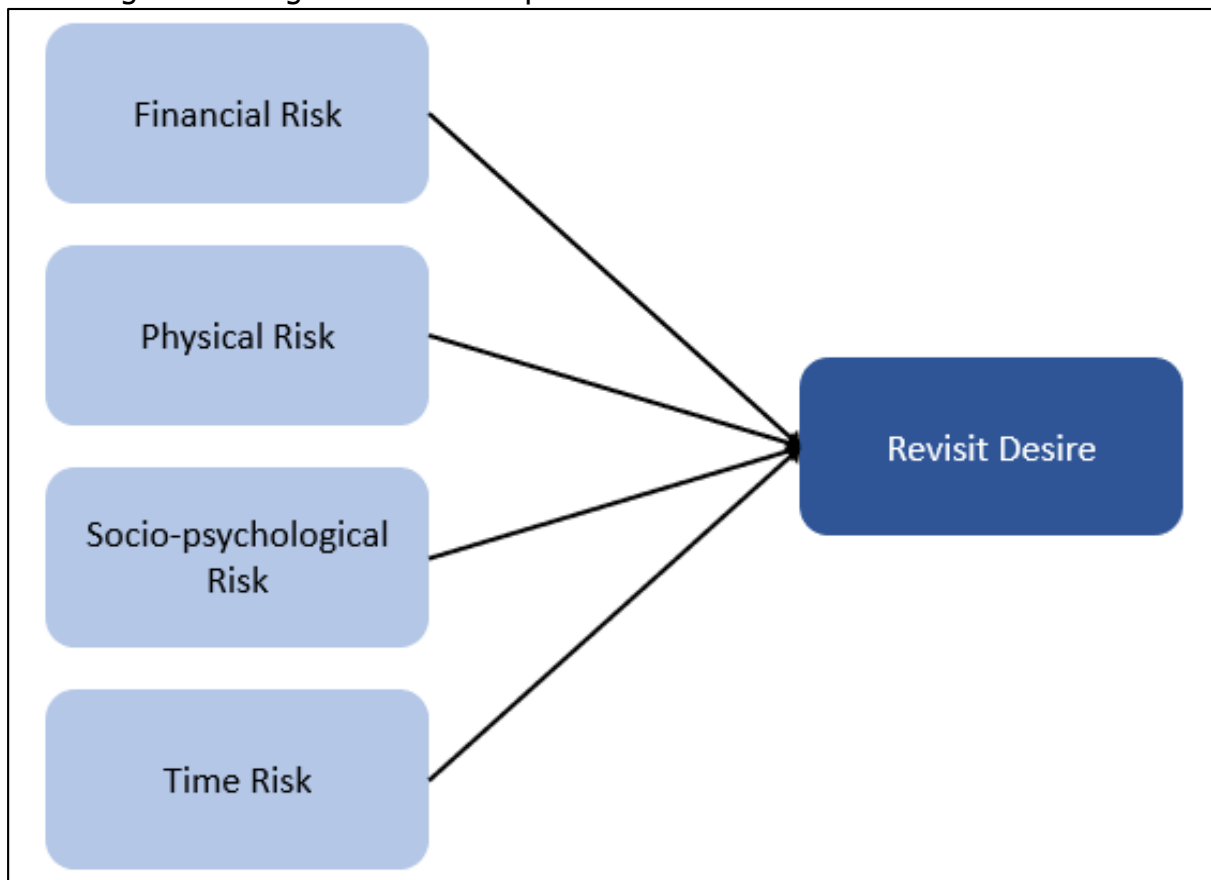 Financial Risk
Physical Risk
Revisit Desire
Socio-psychological
Risk
Time Risk